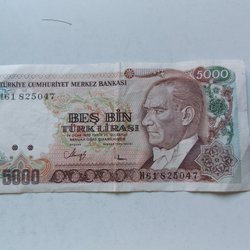 TÜRKİYE CUMHURİYET MERKEZ BANKASI
5000
H61 825047
BEŞ BİN
TÜRK LİRASI
5000
H61 825047